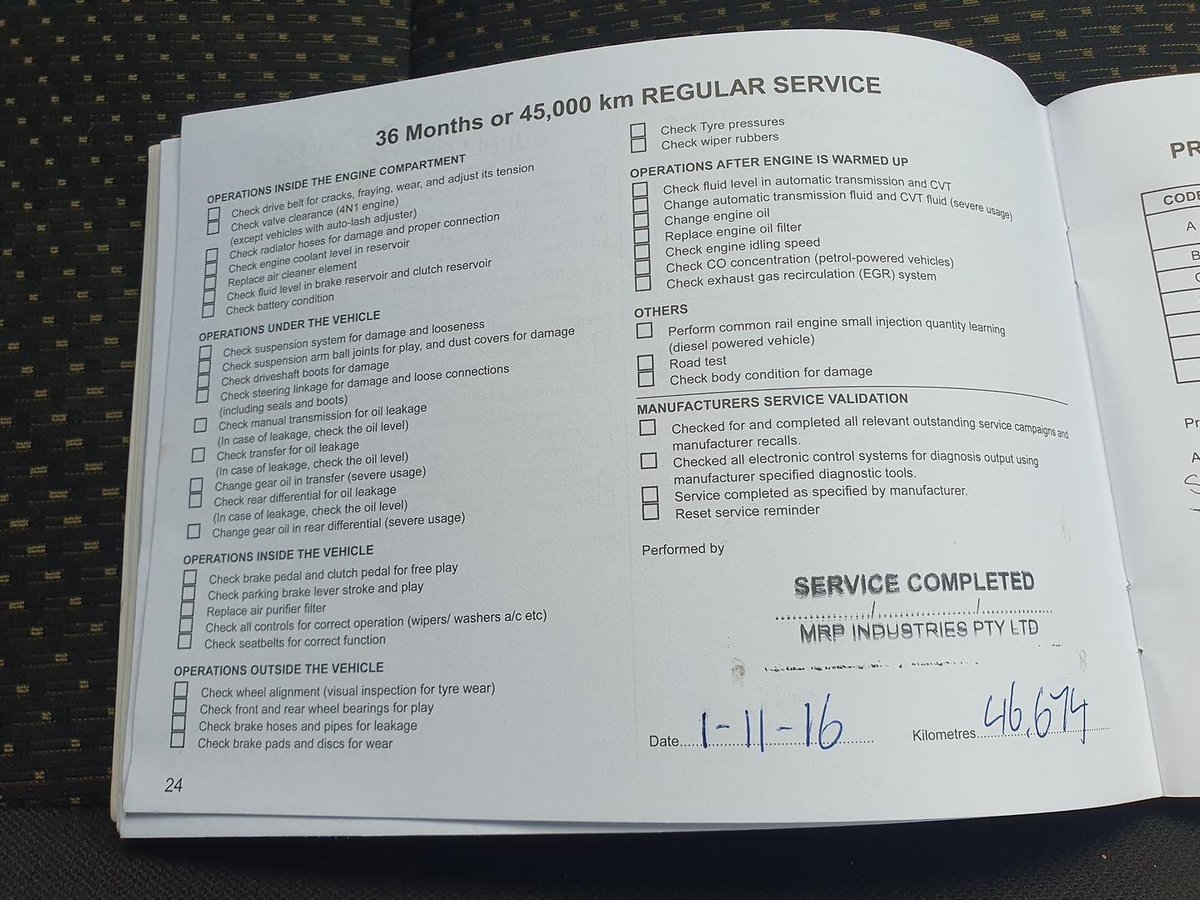 36 Months or 45,000 km REGULAR SERVICE
OPERATIONS INSIDE THE ENGINE COMPARTMENT
Check drive belt for cracks, fraying, wear, and adjust its tension
Check valve clearance (4N1 engine)
(except vehicles with auto-lash adjuster)
Check radiator hoses for damage and proper connection
Check engine coolant level in reservoir
Replace air cleaner element
Check fluid level in brake reservoir and clutch reservoir
Check battery condition
OPERATIONS UNDER THE VEHICLE
Check suspension system for damage and looseness
Check suspension arm ball joints for play, and dust covers for damage
Check driveshaft boots for damage
Check steering linkage for damage and loose connections
(including seals and boots)
Check manual transmission for oil leakage
(In case of leakage, check the oil level)
Check transfer for oil leakage
(In case of leakage, check the oil level)
Change gear oil in transfer (severe usage)
Check rear differential for oil leakage
(In case of leakage, check the oil level)
Change gear oil in rear differential (severe usage)
OPERATIONS INSIDE THE VEHICLE
Check brake pedal and clutch pedal for free play
Check parking brake lever stroke and play
Replace air purifier filter
Check all controls for correct operation (wipers/ washers a/c etc)
Check seatbelts for correct function
OPERATIONS OUTSIDE THE VEHICLE
Check wheel alignment (visual inspection for tyre wear)
Check front and rear wheel bearings for play
Check brake hoses and pipes for leakage
Check brake pads and discs for wear
24
Check Tyre pressures
Check wiper rubbers
OPERATIONS AFTER ENGINE IS WARMED UP
Check fluid level in automatic transmission and CVT
Change automatic transmission fluid and CVT fluid (severe usage)
Change engine oil
Replace engine oil filter
Check engine idling speed
Check CO concentration (petrol-powered vehicles)
Check exhaust gas recirculation (EGR) system
OTHERS
Perform common rail engine small injection quantity learning
(diesel powered vehicle)
Road test
Check body condition for damage
MANUFACTURERS SERVICE VALIDATION
Checked for and completed all relevant outstanding service campaigns and
manufacturer recalls.
Checked all electronic control systems for diagnosis output using
manufacturer specified diagnostic tools.
Service completed as specified by manufacturer.
Reset service reminder
Performed by
SERVICE COMPLETED
MRP INDUSTRIES PTY LTD
Date 1-11-16 Kilometres 46,674
PR
CODE
A